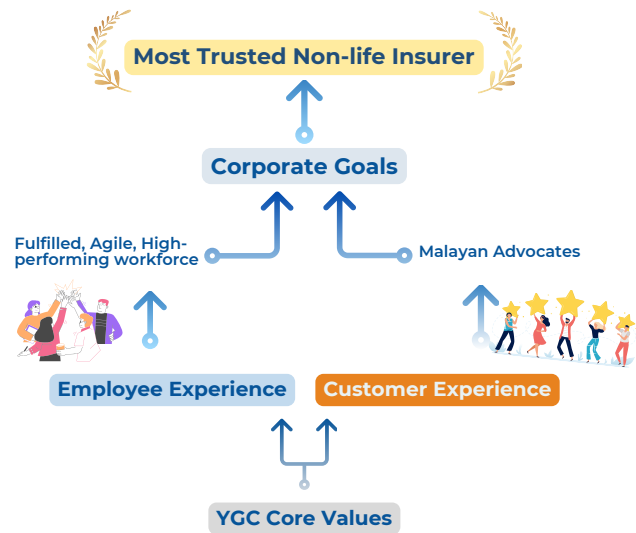 Most Trusted Non-life Insurer
Corporate Goals
Fulfilled, Agile, High-
performing workforce
Malayan Advocates
Employee Experience
Customer Experience
YGC Core Values